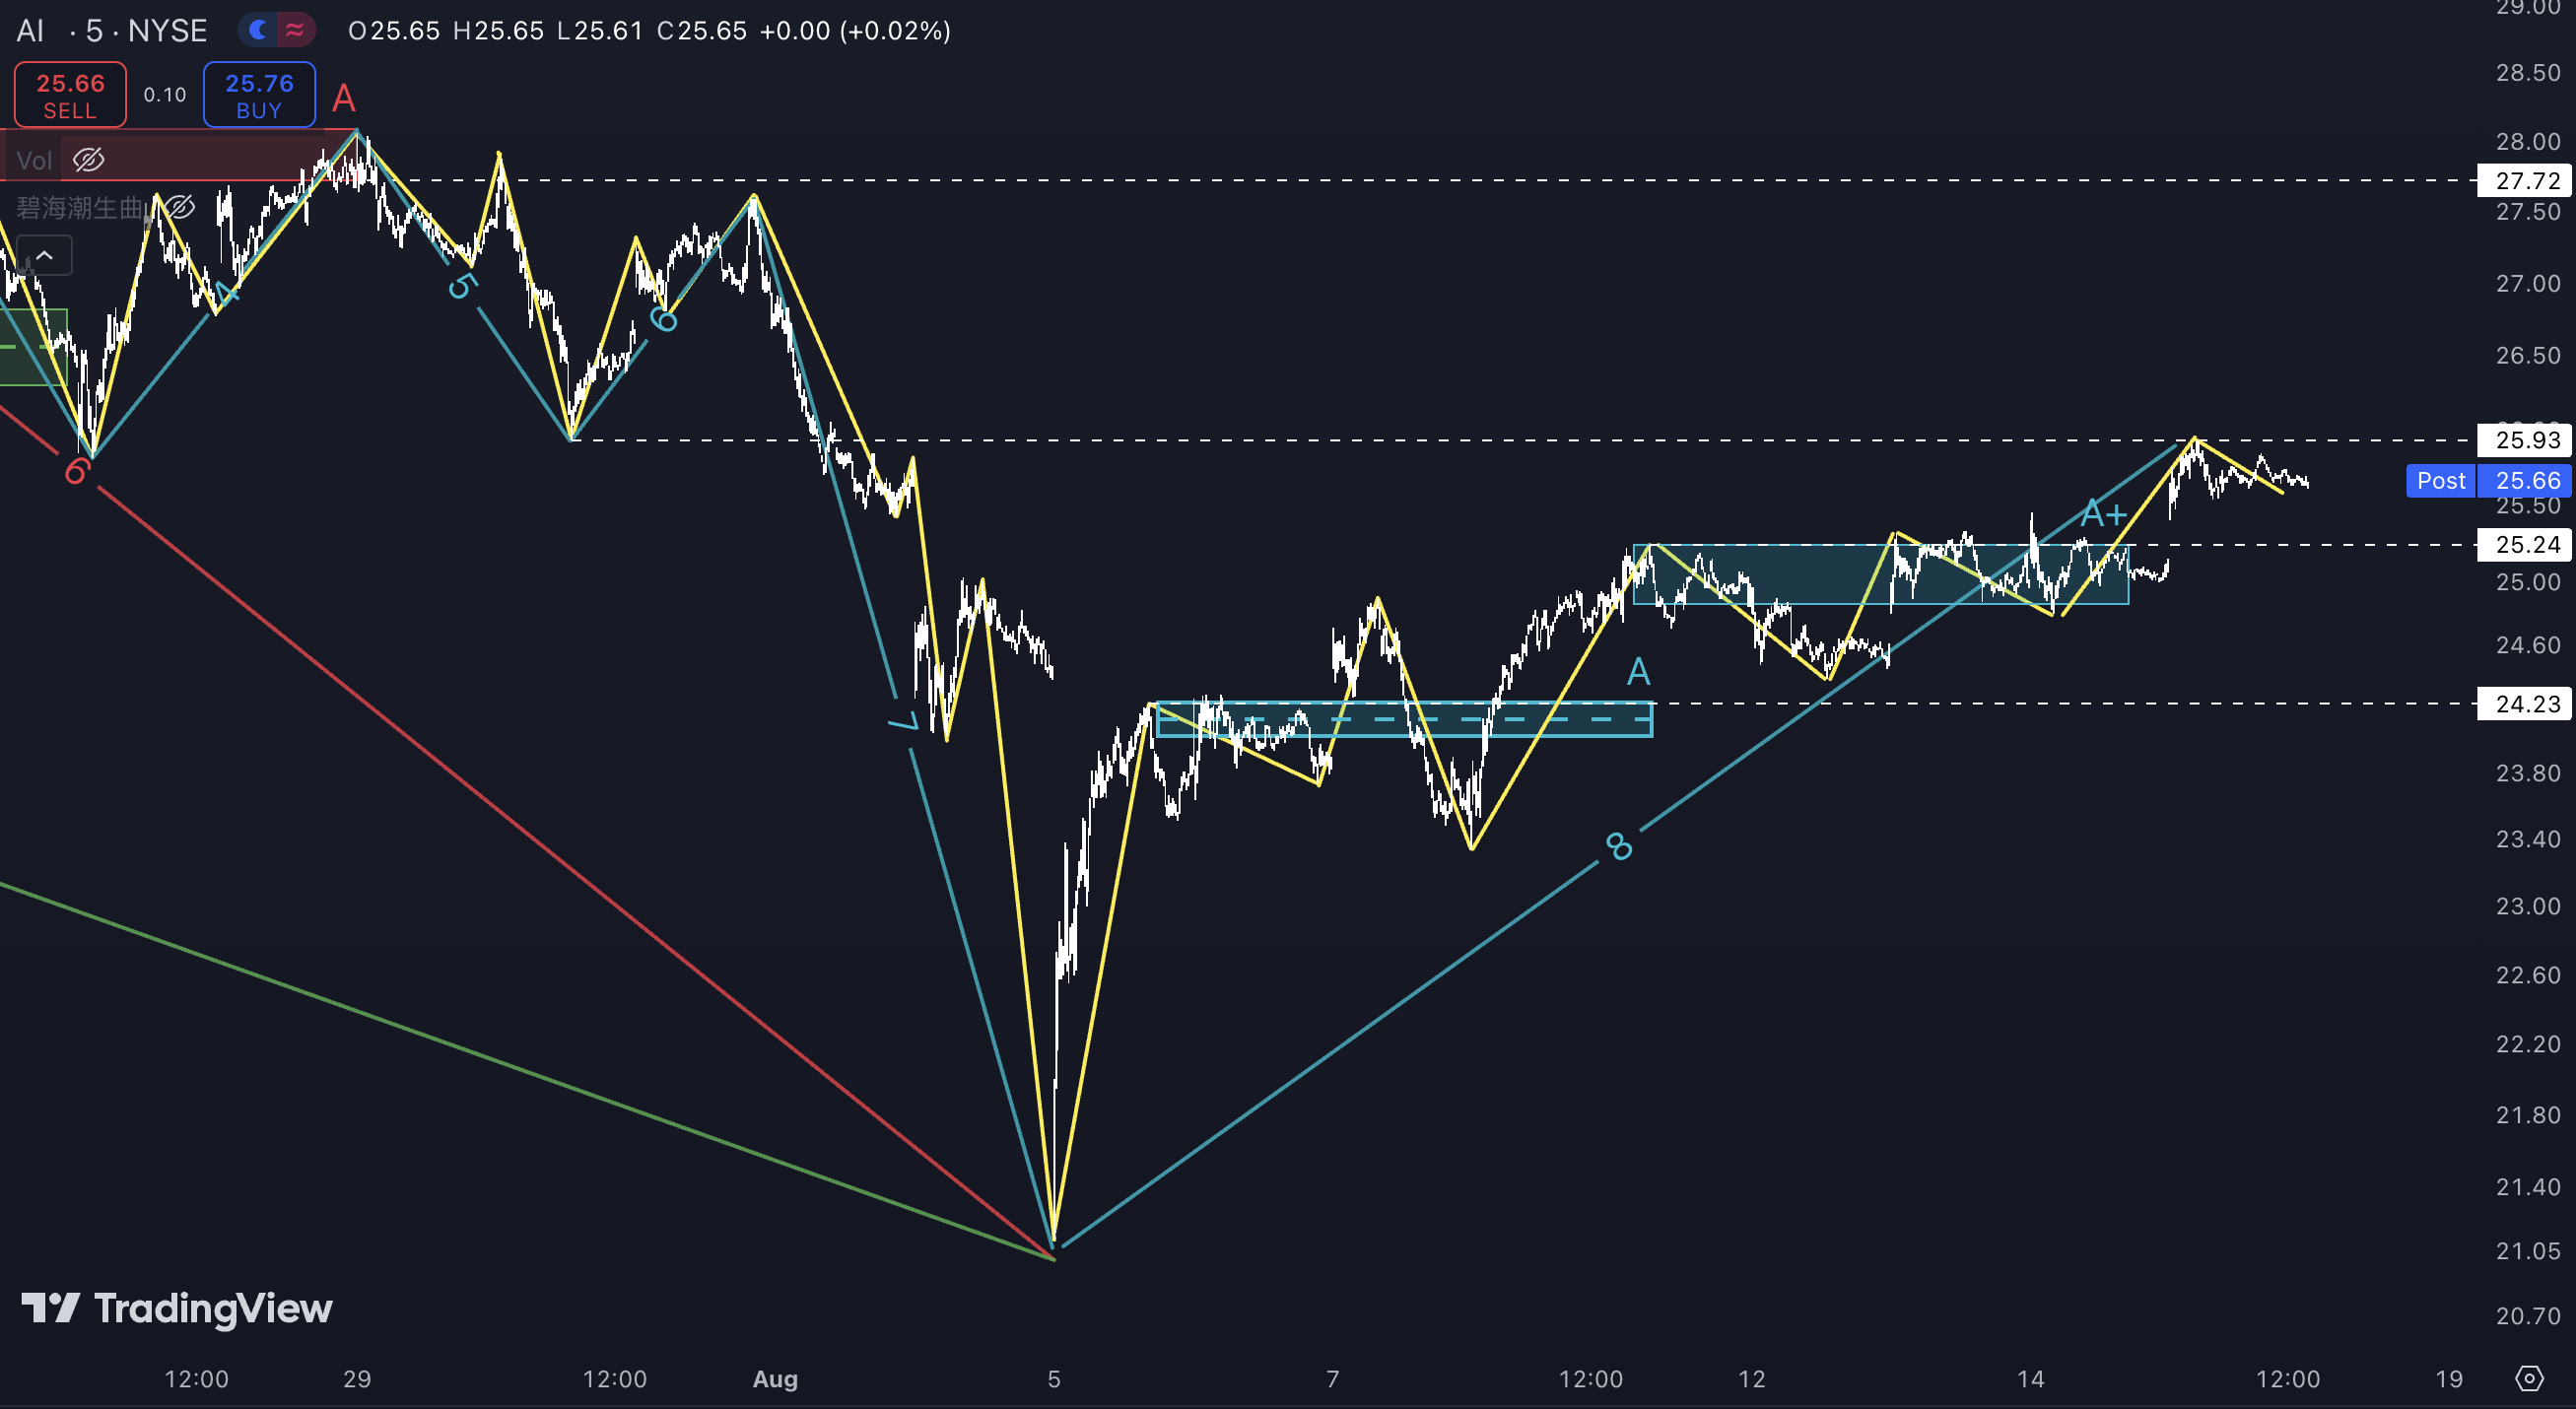 AI · 5 · NYSE O25.65 H25.65 L25.61 C25.65 +0.00 (+0.02%)
25.66 SELL 0.10 25.76 BUY
A
Vol
碧海潮生曲
4
5
6
6
7
8
A
A+
29.00
28.50
28.00
27.72
27.50
27.00
26.50
25.93
Post 25.66
25.50
25.24
25.00
24.60
24.23
23.80
23.40
23.00
22.60
22.20
21.80
21.40
21.05
20.70
TradingView
12:00 29 12:00 Aug 5 7 12:00 12 14 12:00 19